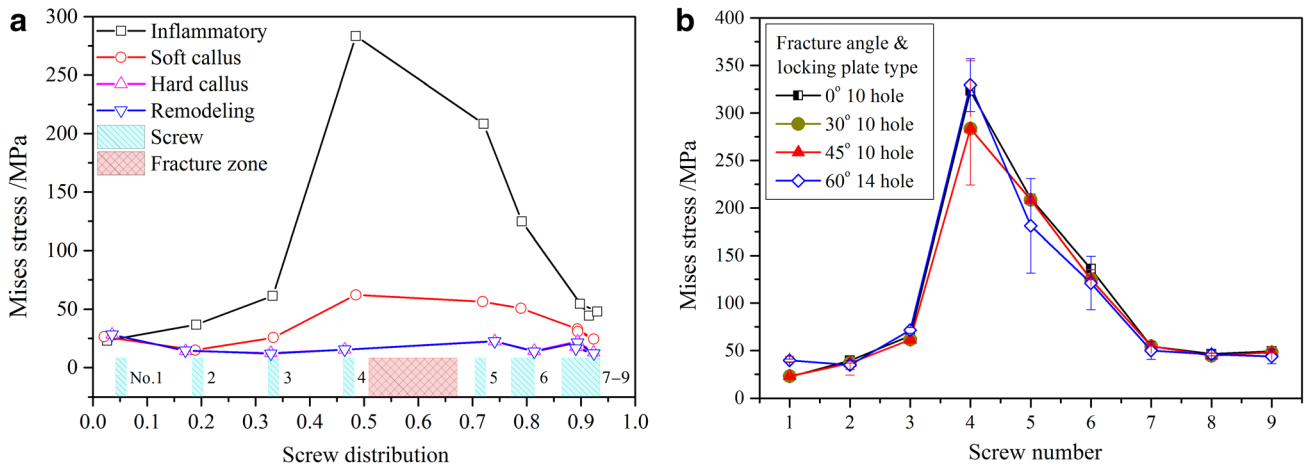 a
Inflammatory
Soft callus
Hard callus
Remodeling
Screw
Fracture zone
Mises stress /MPa
300
250
200
150
100
50
0
No.1 2 3 4 5 6 7–9
0.0 0.1 0.2 0.3 0.4 0.5 0.6 0.7 0.8 0.9 1.0
Screw distribution
b
Fracture angle &
locking plate type
0° 10 hole
30° 10 hole
45° 10 hole
60° 14 hole
Mises stress /MPa
400
350
300
250
200
150
100
50
0
1 2 3 4 5 6 7 8 9
Screw number